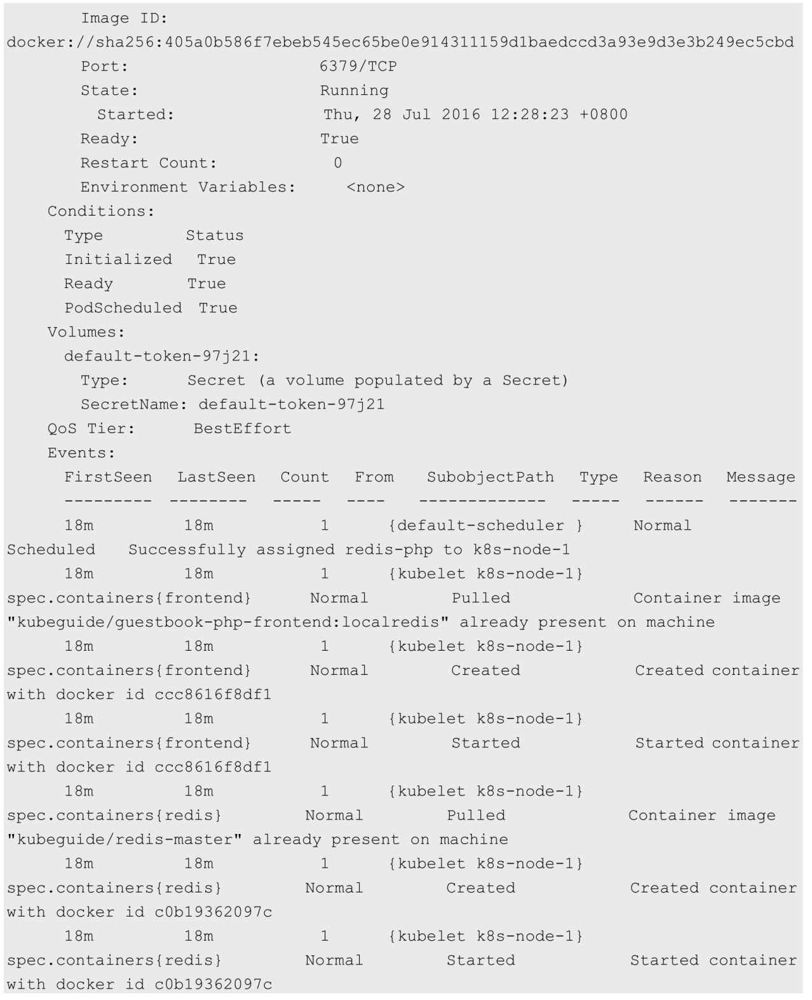 Image ID:
docker://sha256:405a0b586f7ebeb545ec65be0e914311159d1baedccd3a93e9d3e3b249ec5cbd
Port: 6379/TCP
State: Running
Started: Thu, 28 Jul 2016 12:28:23 +0800
Ready: True
Restart Count: 0
Environment Variables: <none>
Conditions:
Type Status
Initialized True
Ready True
PodScheduled True
Volumes:
default-token-97j21:
Type: Secret (a volume populated by a Secret)
SecretName: default-token-97j21
QoS Tier: BestEffort
Events:
FirstSeen LastSeen Count From SubobjectPath Type Reason Message
--------- -------- ----- ---- ------------- ----- ------ -------
18m 18m 1 {default-scheduler } Normal
Scheduled Successfully assigned redis-php to k8s-node-1
18m 18m 1 {kubelet k8s-node-1}
spec.containers{frontend} Normal Pulled Container image
"kubeguide/guestbook-php-frontend:localredis" already present on machine
18m 18m 1 {kubelet k8s-node-1}
spec.containers{frontend} Normal Created Created container
with docker id ccc8616f8df1
18m 18m 1 {kubelet k8s-node-1}
spec.containers{frontend} Normal Started Started container
with docker id ccc8616f8df1
18m 18m 1 {kubelet k8s-node-1}
spec.containers{redis} Normal Pulled Container image
"kubeguide/redis-master" already present on machine
18m 18m 1 {kubelet k8s-node-1}
spec.containers{redis} Normal Created Created container
with docker id c0b19362097c
18m 18m 1 {kubelet k8s-node-1}
spec.containers{redis} Normal Started Started container
with docker id c0b19362097c